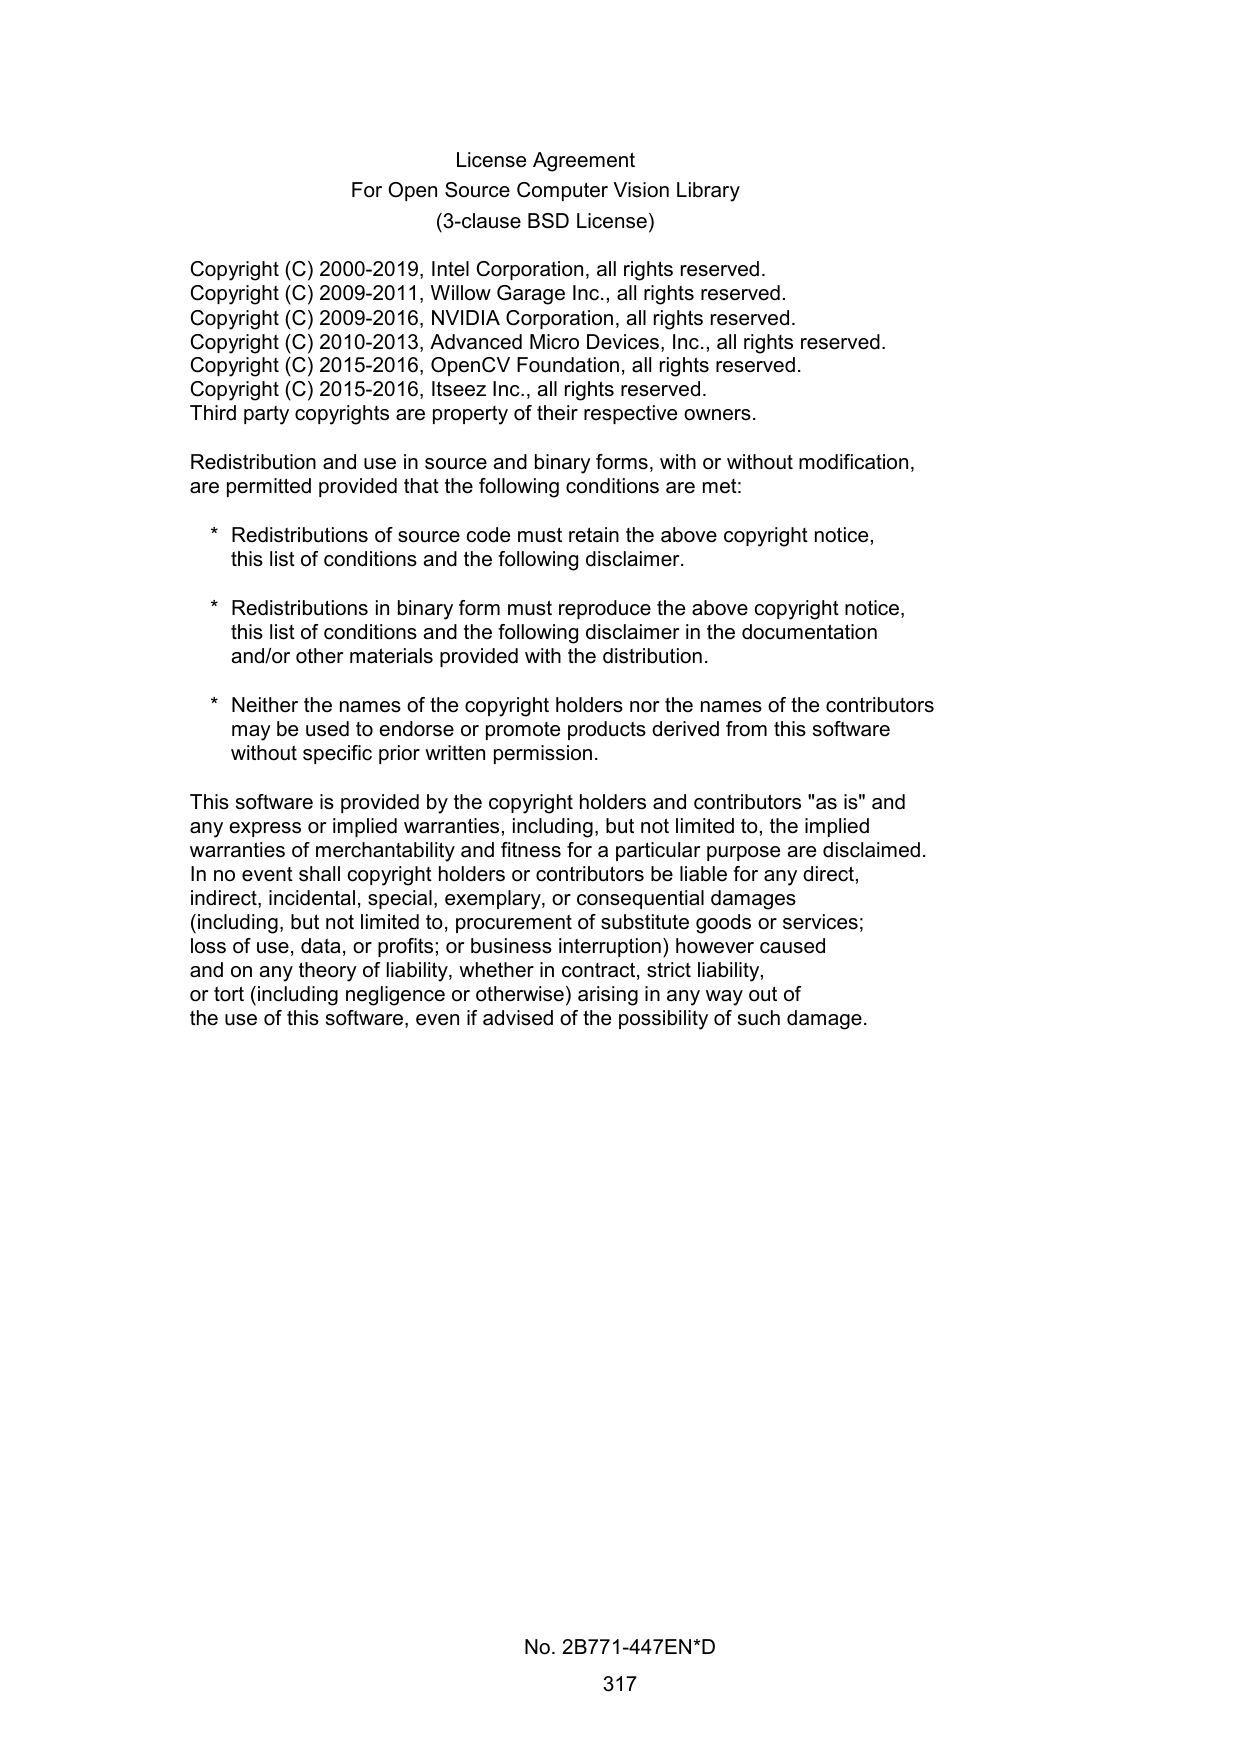 License Agreement
For Open Source Computer Vision Library
(3-clause BSD License)
Copyright (C) 2000-2019, Intel Corporation, all rights reserved.
Copyright (C) 2009-2011, Willow Garage Inc., all rights reserved.
Copyright (C) 2009-2016, NVIDIA Corporation, all rights reserved.
Copyright (C) 2010-2013, Advanced Micro Devices, Inc., all rights reserved.
Copyright (C) 2015-2016, OpenCV Foundation, all rights reserved.
Copyright (C) 2015-2016, Itseez Inc., all rights reserved.
Third party copyrights are property of their respective owners.
Redistribution and use in source and binary forms, with or without modification,
are permitted provided that the following conditions are met:
* Redistributions of source code must retain the above copyright notice,
this list of conditions and the following disclaimer.
* Redistributions in binary form must reproduce the above copyright notice,
this list of conditions and the following disclaimer in the documentation
and/or other materials provided with the distribution.
* Neither the names of the copyright holders nor the names of the contributors
may be used to endorse or promote products derived from this software
without specific prior written permission.
This software is provided by the copyright holders and contributors "as is" and
any express or implied warranties, including, but not limited to, the implied
warranties of merchantability and fitness for a particular purpose are disclaimed.
In no event shall copyright holders or contributors be liable for any direct,
indirect, incidental, special, exemplary, or consequential damages
(including, but not limited to, procurement of substitute goods or services;
loss of use, data, or profits; or business interruption) however caused
and on any theory of liability, whether in contract, strict liability,
or tort (including negligence or otherwise) arising in any way out of
the use of this software, even if advised of the possibility of such damage.
No. 2B771-447EN*D
317